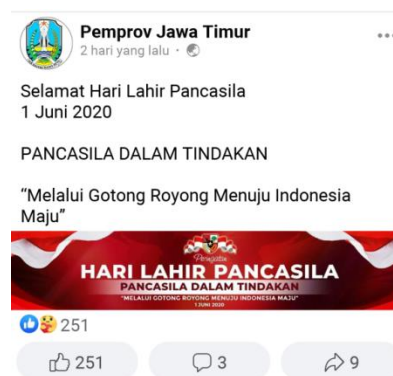 Pemprov Jawa Timur
2 hari yang lalu ·
Selamat Hari Lahir Pancasila
1 Juni 2020
PANCASILA DALAM TINDAKAN
“Melalui Gotong Royong Menuju Indonesia
Maju”
Peringatan
HARI LAHIR PANCASILA
PANCASILA DALAM TINDAKAN
"MELALUI GOTONG ROYONG MENUJU INDONESIA MAJU"
1 JUNI 2020
251
251
3
9